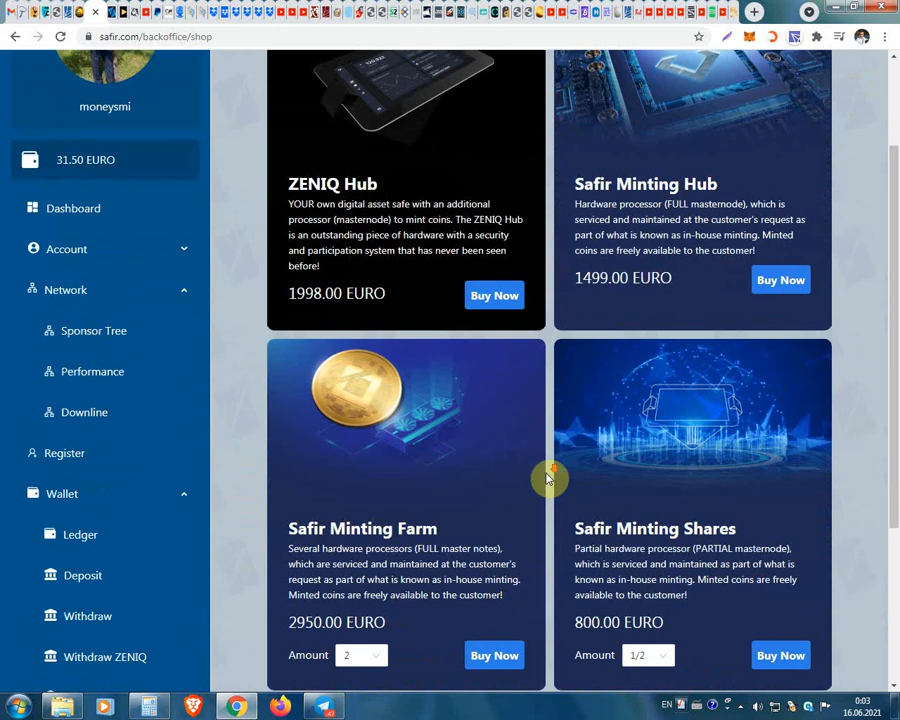 safir.com/backoffice/shop
moneysmi
31.50 EURO
Dashboard
Account
Network
Sponsor Tree
Performance
Downline
Register
Wallet
Ledger
Deposit
Withdraw
Withdraw ZENIQ
ZENIQ Hub
YOUR own digital asset safe with an additional
processor (masternode) to mint coins. The ZENIQ Hub
is an outstanding piece of hardware with a security
and participation system that has never been seen
before!
1998.00 EURO
Buy Now
Safir Minting Hub
Hardware processor (FULL masternode), which is
serviced and maintained at the customer's request as
part of what is known as in-house minting. Minted
coins are freely available to the customer!
1499.00 EURO
Buy Now
Safir Minting Farm
Several hardware processors (FULL master notes),
which are serviced and maintained at the customer's
request as part of what is known as in-house minting.
Minted coins are freely available to the customer!
2950.00 EURO
Amount 2
Buy Now
Safir Minting Shares
Partial hardware processor (PARTIAL masternode),
which is serviced and maintained as part of what is
known as in-house minting. Minted coins are freely
available to the customer!
800.00 EURO
Amount 1/2
Buy Now
EN
0:03
16.06.2021